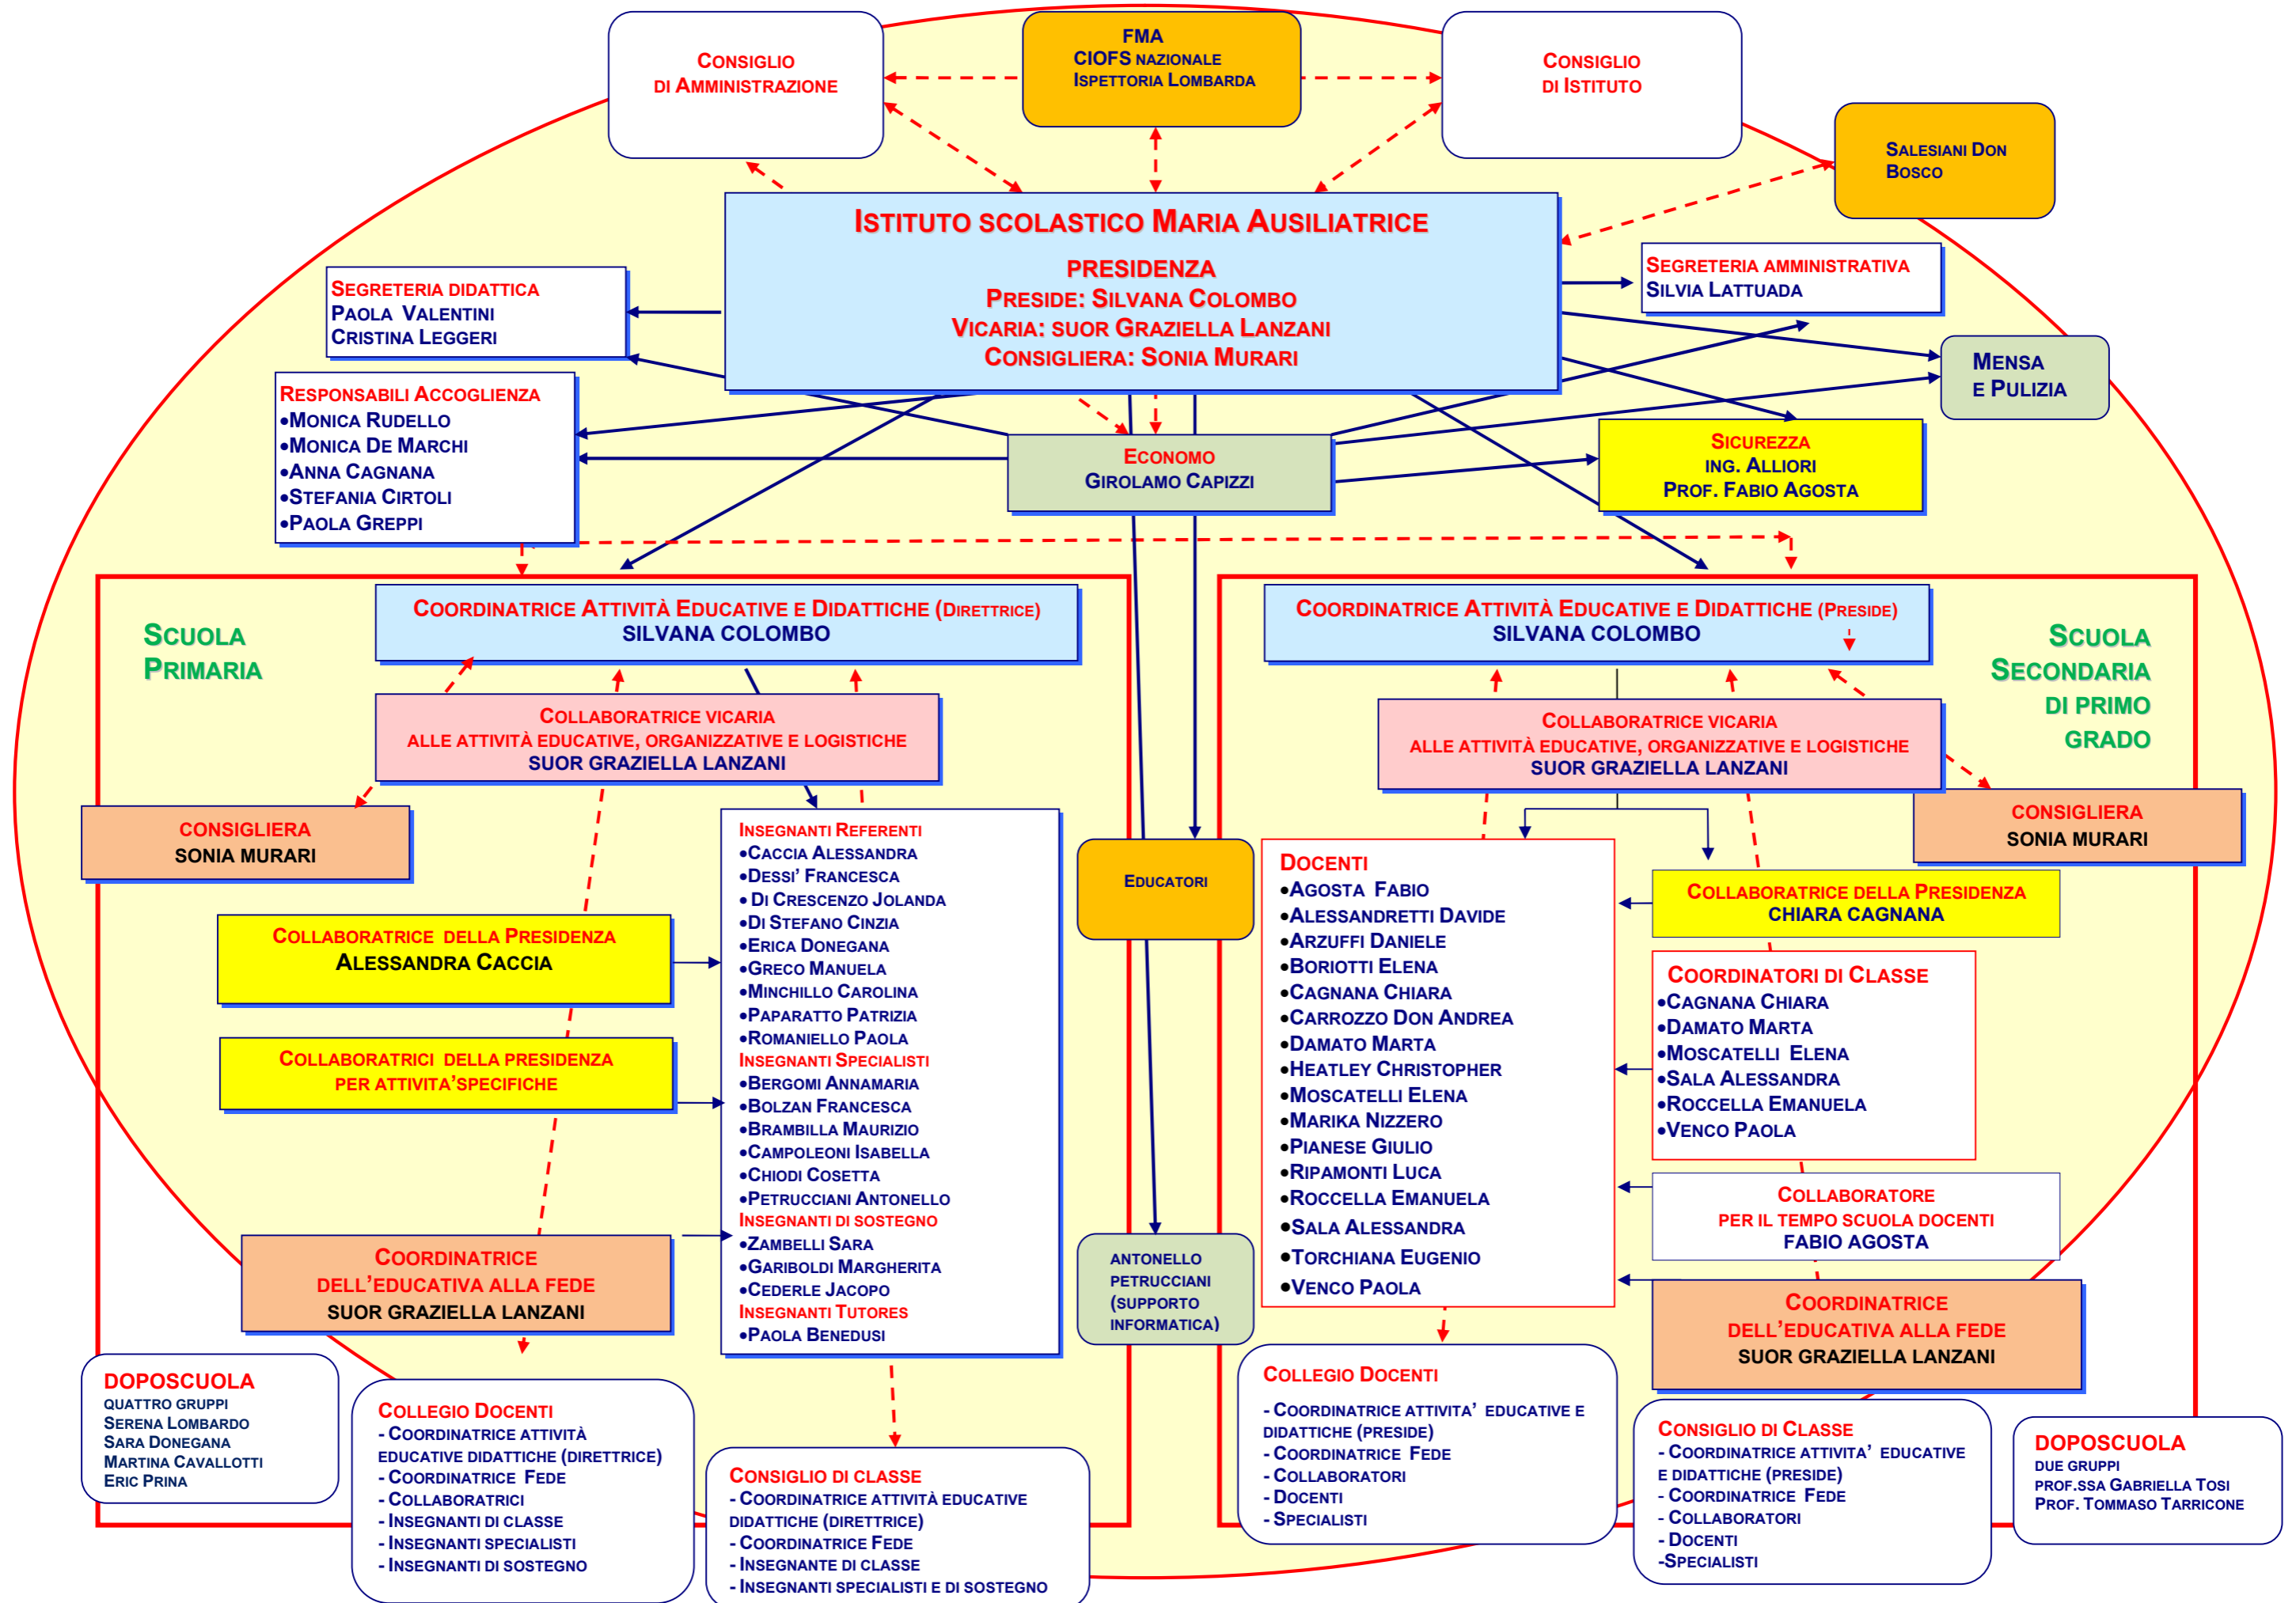 Consiglio
di Amministrazione
FMA
CIOFS nazionale
Ispettoria Lombarda
Consiglio
di Istituto
Salesiani Don
Bosco
Istituto scolastico Maria Ausiliatrice
PRESIDENZA
Preside: Silvana Colombo
Vicaria: suor Graziella Lanzani
Consigliera: Sonia Murari
Segreteria didattica
Paola Valentini
Cristina Leggeri
Segreteria amministrativa
Silvia Lattuada
Mensa
e Pulizia
Responsabili Accoglienza
•Monica Rudello
•Monica De Marchi
•Anna Cagnana
•Stefania Cirtoli
•Paola Greppi
Economo
Girolamo Capizzi
Sicurezza
ing. Alliori
Prof. Fabio Agosta
Scuola
Primaria
Coordinatrice Attività Educative e Didattiche (Direttrice)
SILVANA COLOMBO
Collaboratrice vicaria
alle attività educative, organizzative e logistiche
SUOR GRAZIELLA LANZANI
CONSIGLIERA
SONIA MURARI
Collaboratrice della Presidenza
Alessandra Caccia
Collaboratrici della presidenza
per attivita'specifiche
Coordinatrice
dell'educativa alla fede
SUOR GRAZIELLA LANZANI
Insegnanti Referenti
•Caccia Alessandra
•Dessi' Francesca
•Di Crescenzo Jolanda
•Di Stefano Cinzia
•Erica Donegana
•Greco Manuela
•Minchillo Carolina
•Paparatto Patrizia
•Romaniello Paola
Insegnanti Specialisti
•Bergomi Annamaria
•Bolzan Francesca
•Brambilla Maurizio
•Campoleoni Isabella
•Chiodi Cosetta
•Petrucciani Antonello
Insegnanti di sostegno
•Zambelli Sara
•Gariboldi Margherita
•Cederle Jacopo
Insegnanti Tutores
•Paola Benedusi
DOPOSCUOLA
quattro gruppi
Serena Lombardo
Sara Donegana
Martina Cavallotti
Eric Prina
Collegio Docenti
- Coordinatrice attività
educative didattiche (direttrice)
- Coordinatrice Fede
- Collaboratrici
- Insegnanti di classe
- Insegnanti specialisti
- Insegnanti di sostegno
Consiglio di classe
- Coordinatrice attività educative
didattiche (direttrice)
- Coordinatrice Fede
- Insegnante di classe
- Insegnanti specialisti e di sostegno
Educatori
antonello
petrucciani
(supporto
informatica)
Scuola
Secondaria
di primo
grado
Coordinatrice Attività Educative e Didattiche (Preside)
SILVANA COLOMBO
Collaboratrice vicaria
alle attività educative, organizzative e logistiche
SUOR GRAZIELLA LANZANI
CONSIGLIERA
SONIA MURARI
Docenti
•Agosta Fabio
•Alessandretti Davide
•Arzuffi Daniele
•Boriotti Elena
•Cagnana Chiara
•Carrozzo Don Andrea
•Damato Marta
•Heatley Christopher
•Moscatelli Elena
•Marika Nizzero
•Pianese Giulio
•Ripamonti Luca
•Roccella Emanuela
•Sala Alessandra
•Torchiana Eugenio
•Venco Paola
Collaboratrice della Presidenza
CHIARA CAGNANA
Coordinatori di Classe
•Cagnana Chiara
•Damato Marta
•Moscatelli Elena
•Sala Alessandra
•Roccella Emanuela
•Venco Paola
Collaboratore
per il tempo scuola docenti
FABIO AGOSTA
Coordinatrice
dell'educativa alla fede
SUOR GRAZIELLA LANZANI
Collegio Docenti
- Coordinatrice attivita' educative e
didattiche (preside)
- Coordinatrice Fede
- Collaboratori
- Docenti
- Specialisti
Consiglio di Classe
- Coordinatrice attivita' educative
e didattiche (preside)
- Coordinatrice Fede
- Collaboratori
- Docenti
-Specialisti
DOPOSCUOLA
due gruppi
prof.ssa Gabriella Tosi
Prof. Tommaso Tarricone